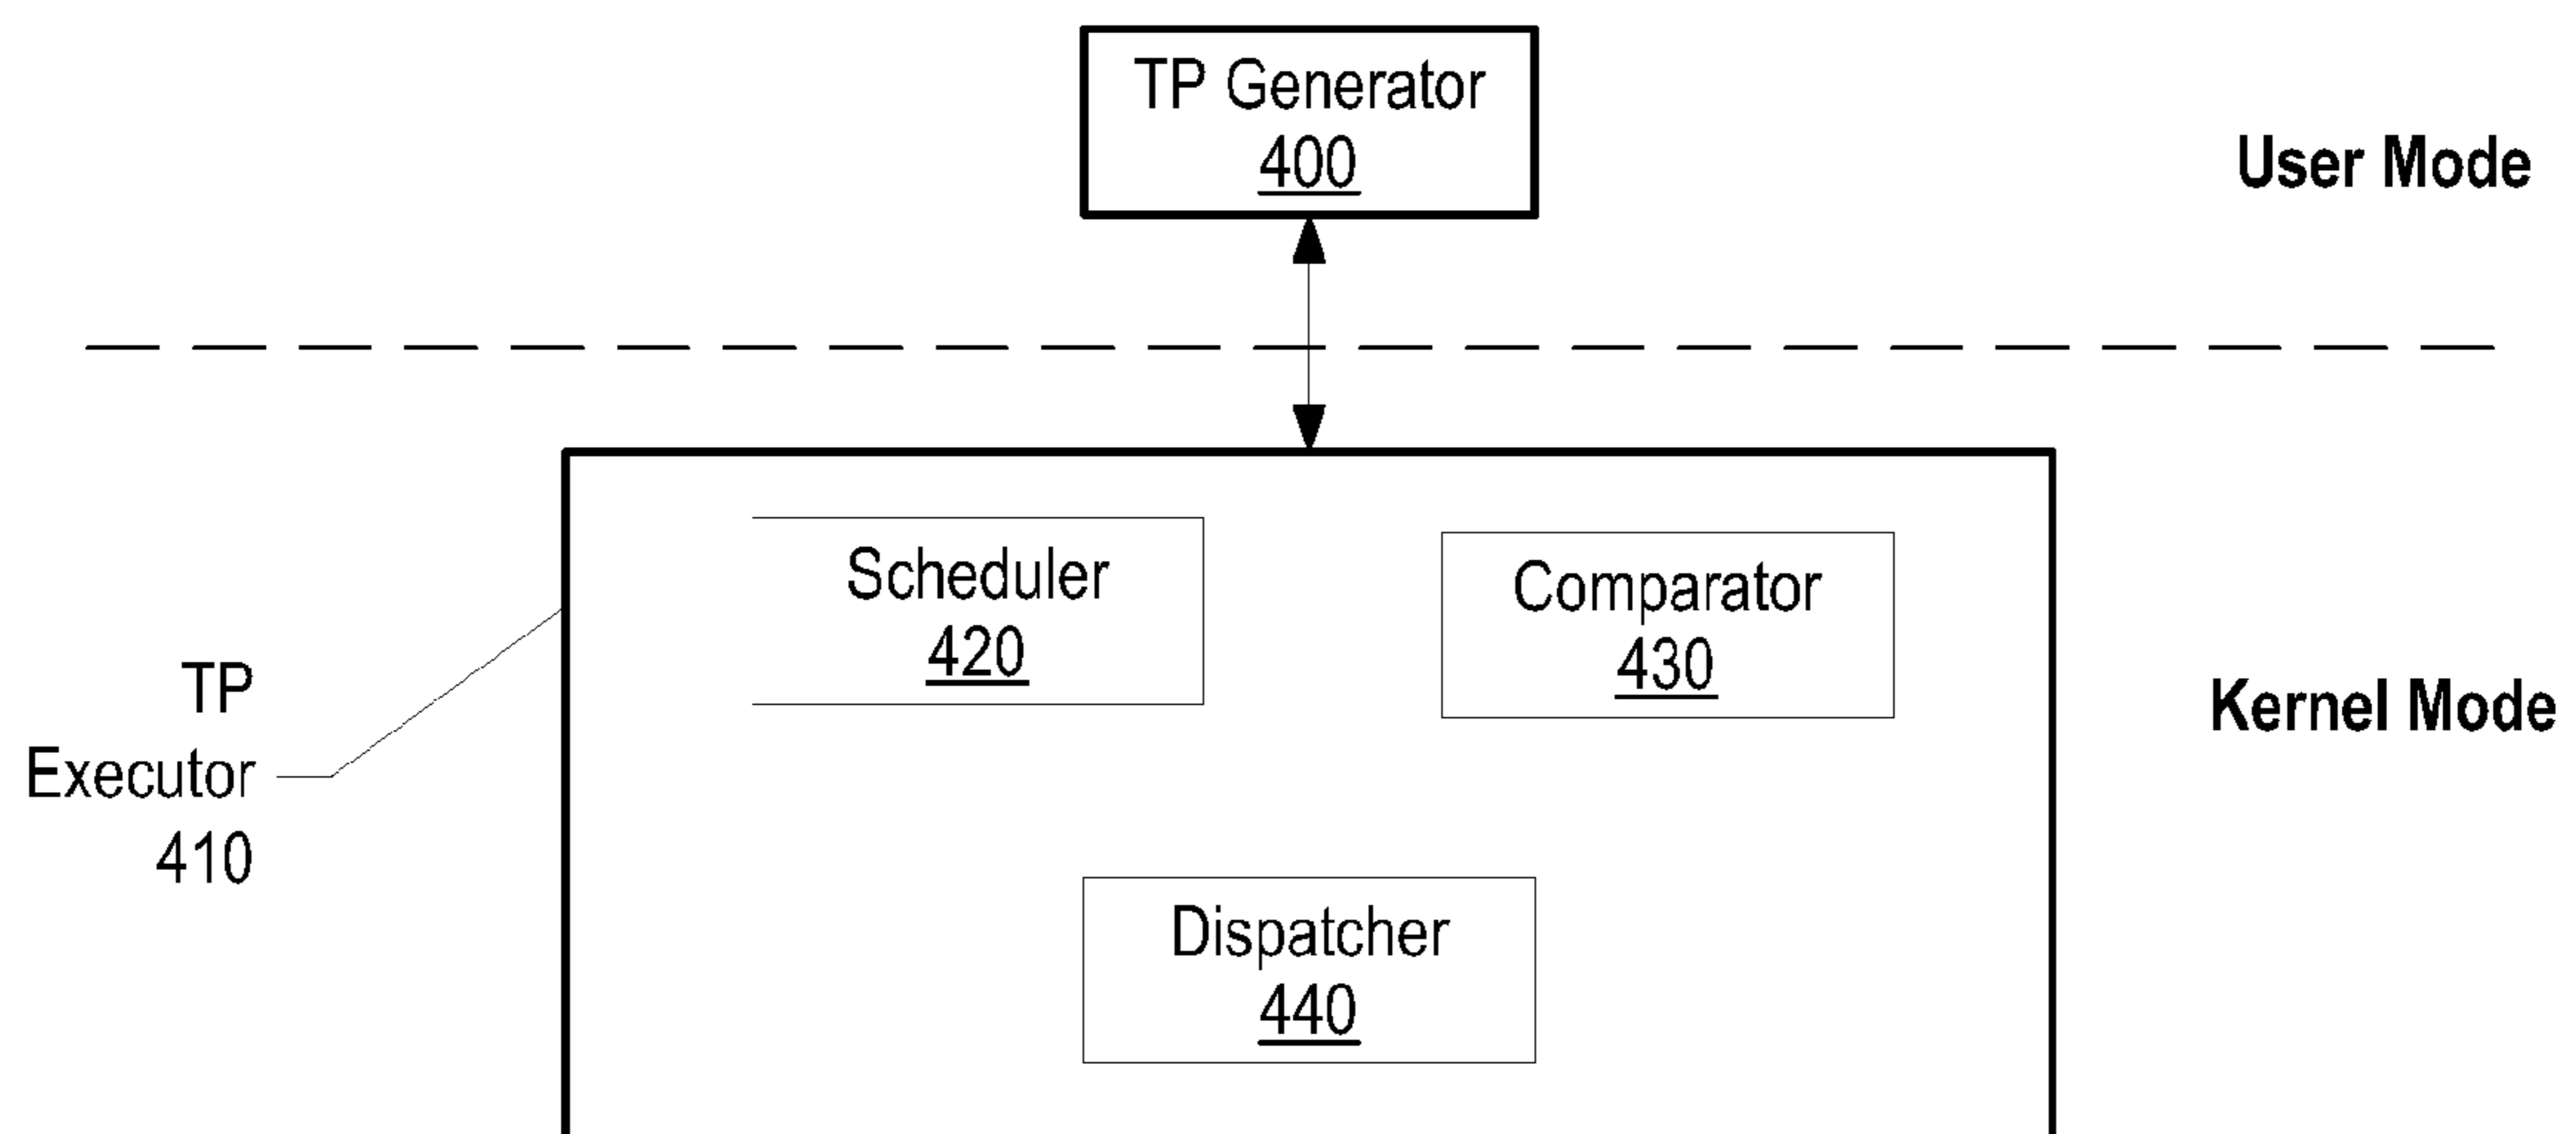 TP Generator
400
User Mode
Scheduler
420
Comparator
430
TP
Executor
410
Kernel Mode
Dispatcher
440